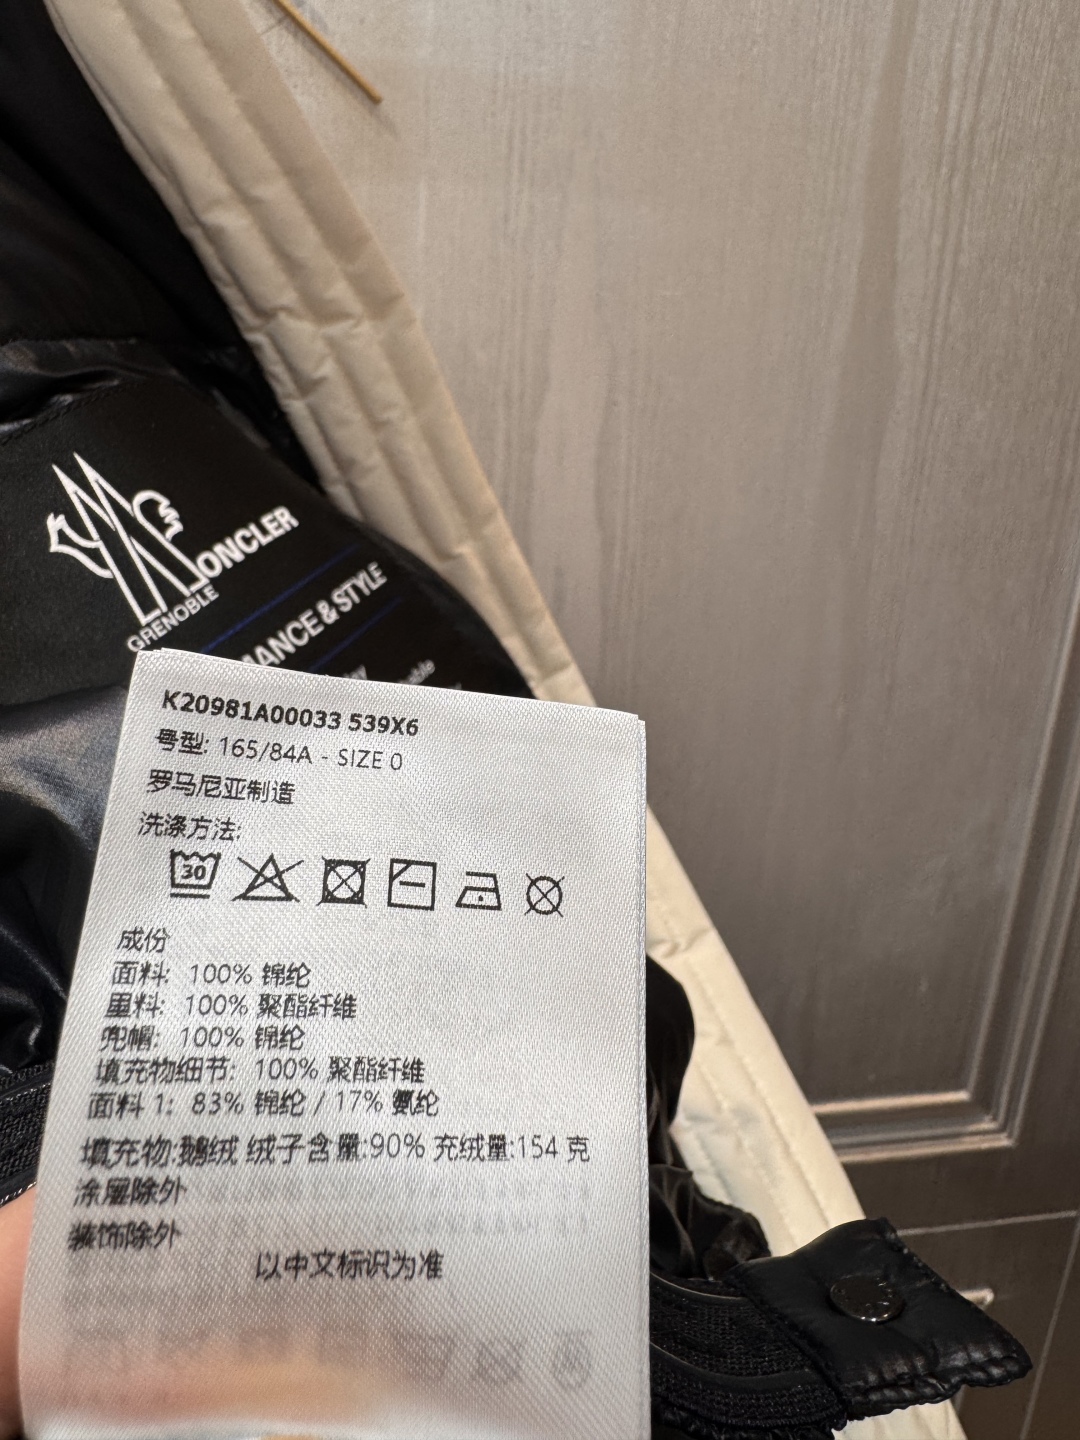 MONCLER
GRENOBLE
MANCE & STYLE
K20981A00033 539X6
号型: 165/84A - SIZE 0
罗马尼亚制造
洗涤方法:
30
成份
面料: 100% 锦纶
里料: 100% 聚酯纤维
兜帽: 100% 锦纶
填充物细节: 100% 聚酯纤维
面料 1: 83% 锦纶 / 17% 氨纶
填充物:鹅绒 绒子含量:90% 充绒量:154 克
涂层除外
装饰除外
以中文标识为准